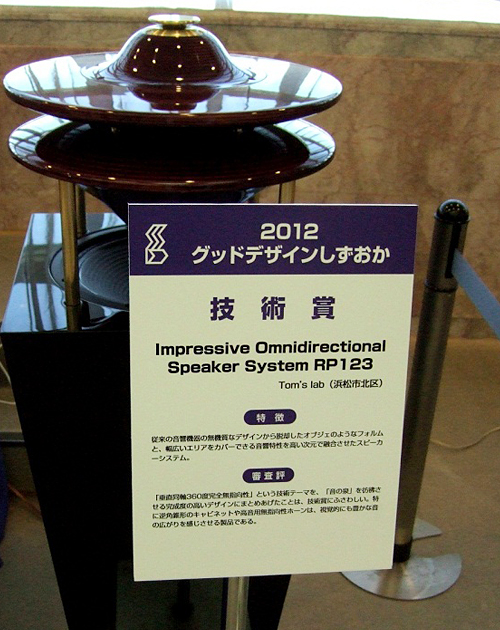 2012
グッドデザインしずおか
技術賞
Impressive Omnidirectional
Speaker System RP123
Tom's lab（浜松市北区）
特徴
従来の音響機器の無機質なデザインから脱却したオブジェのようなフォルム
と、幅広いエリアをカバーできる音響特性を高い次元で融合させたスピーカ
ーシステム。
審査評
「垂直同軸360度完全無指向性」という技術テーマを、「音の泉」を彷彿さ
せる完成度の高いデザインにまとめあげたことは、技術賞にふさわしい。特
に逆角錐形のキャビネットや高音用無指向性ホーンは、視覚的にも豊かな音
の広がりを感じさせる製品である。